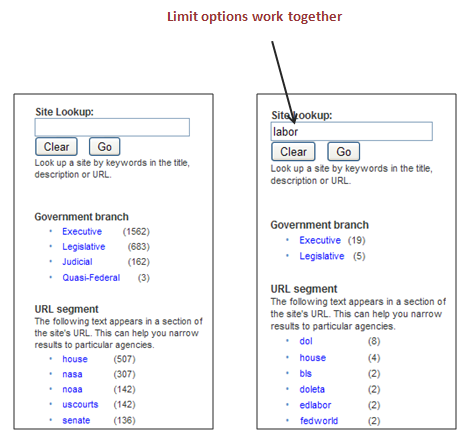 Limit options work together
Site Lookup:
Clear Go
Look up a site by keywords in the title,
description or URL.
Government branch
Executive (1562)
Legislative (683)
Judicial (162)
Quasi-Federal (3)
URL segment
The following text appears in a section of
the site's URL. This can help you narrow
results to particular agencies.
house (507)
nasa (307)
noaa (142)
uscourts (142)
senate (136)
Site Lookup:
labor
Clear Go
Look up a site by keywords in the title,
description or URL.
Government branch
Executive (19)
Legislative (5)
URL segment
The following text appears in a section of
the site's URL. This can help you narrow
results to particular agencies.
dol (8)
house (4)
bls (2)
doleta (2)
edlabor (2)
fedworld (2)